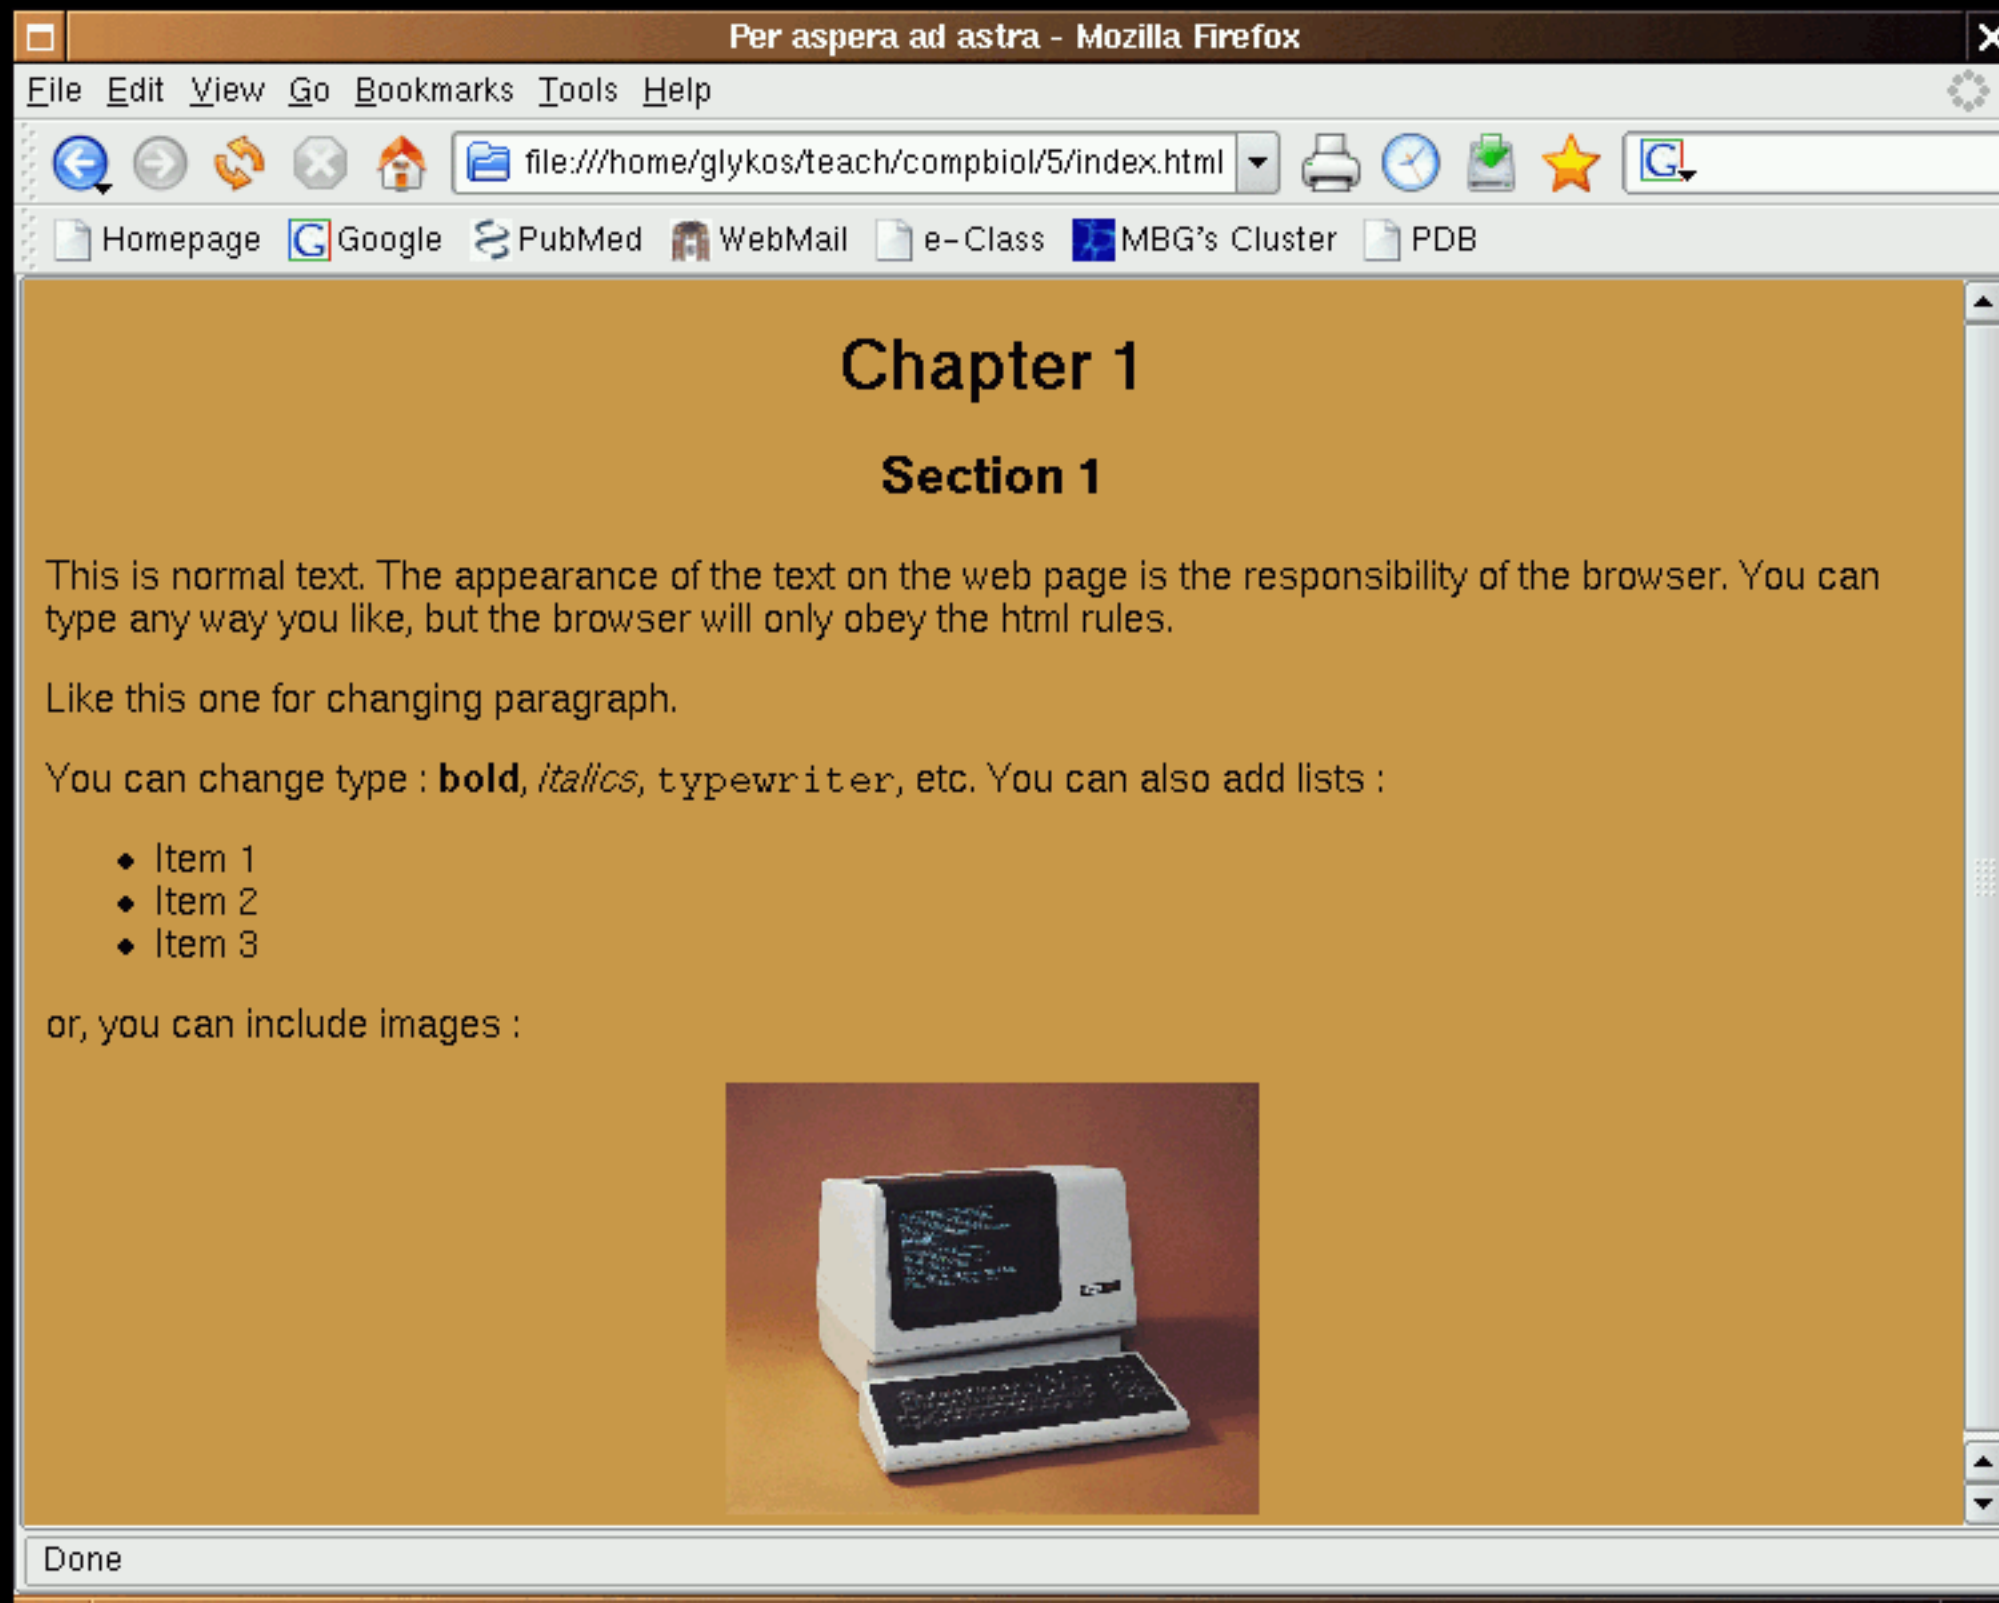 Per aspera ad astra - Mozilla Firefox
File Edit View Go Bookmarks Tools Help
file:///home/glykos/teach/compbiol/5/index.html
Homepage Google PubMed WebMail e-Class MBG's Cluster PDB
Chapter 1
Section 1
This is normal text. The appearance of the text on the web page is the responsibility of the browser. You can
type any way you like, but the browser will only obey the html rules.
Like this one for changing paragraph.
You can change type : bold, italics, typewriter, etc. You can also add lists :
Item 1
Item 2
Item 3
or, you can include images :
Done